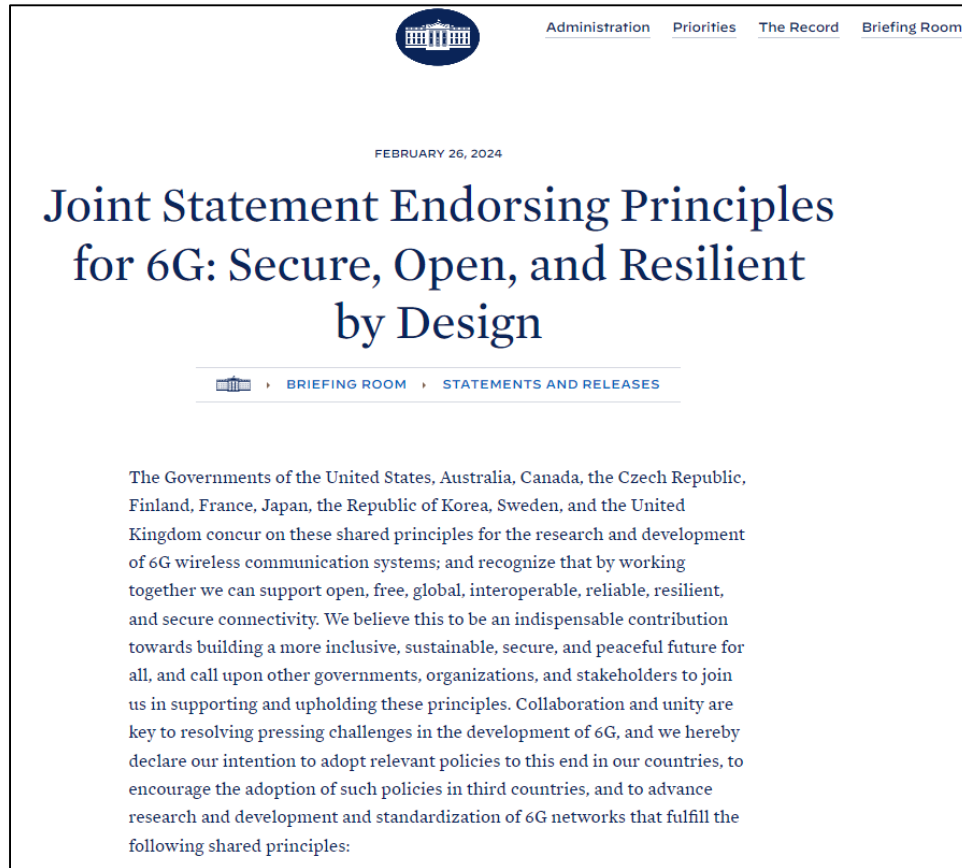 Administration Priorities The Record Briefing Room
FEBRUARY 26, 2024
Joint Statement Endorsing Principles
for 6G: Secure, Open, and Resilient
by Design
BRIEFING ROOM STATEMENTS AND RELEASES
The Governments of the United States, Australia, Canada, the Czech Republic,
Finland, France, Japan, the Republic of Korea, Sweden, and the United
Kingdom concur on these shared principles for the research and development
of 6G wireless communication systems; and recognize that by working
together we can support open, free, global, interoperable, reliable, resilient,
and secure connectivity. We believe this to be an indispensable contribution
towards building a more inclusive, sustainable, secure, and peaceful future for
all, and call upon other governments, organizations, and stakeholders to join
us in supporting and upholding these principles. Collaboration and unity are
key to resolving pressing challenges in the development of 6G, and we hereby
declare our intention to adopt relevant policies to this end in our countries, to
encourage the adoption of such policies in third countries, and to advance
research and development and standardization of 6G networks that fulfill the
following shared principles: